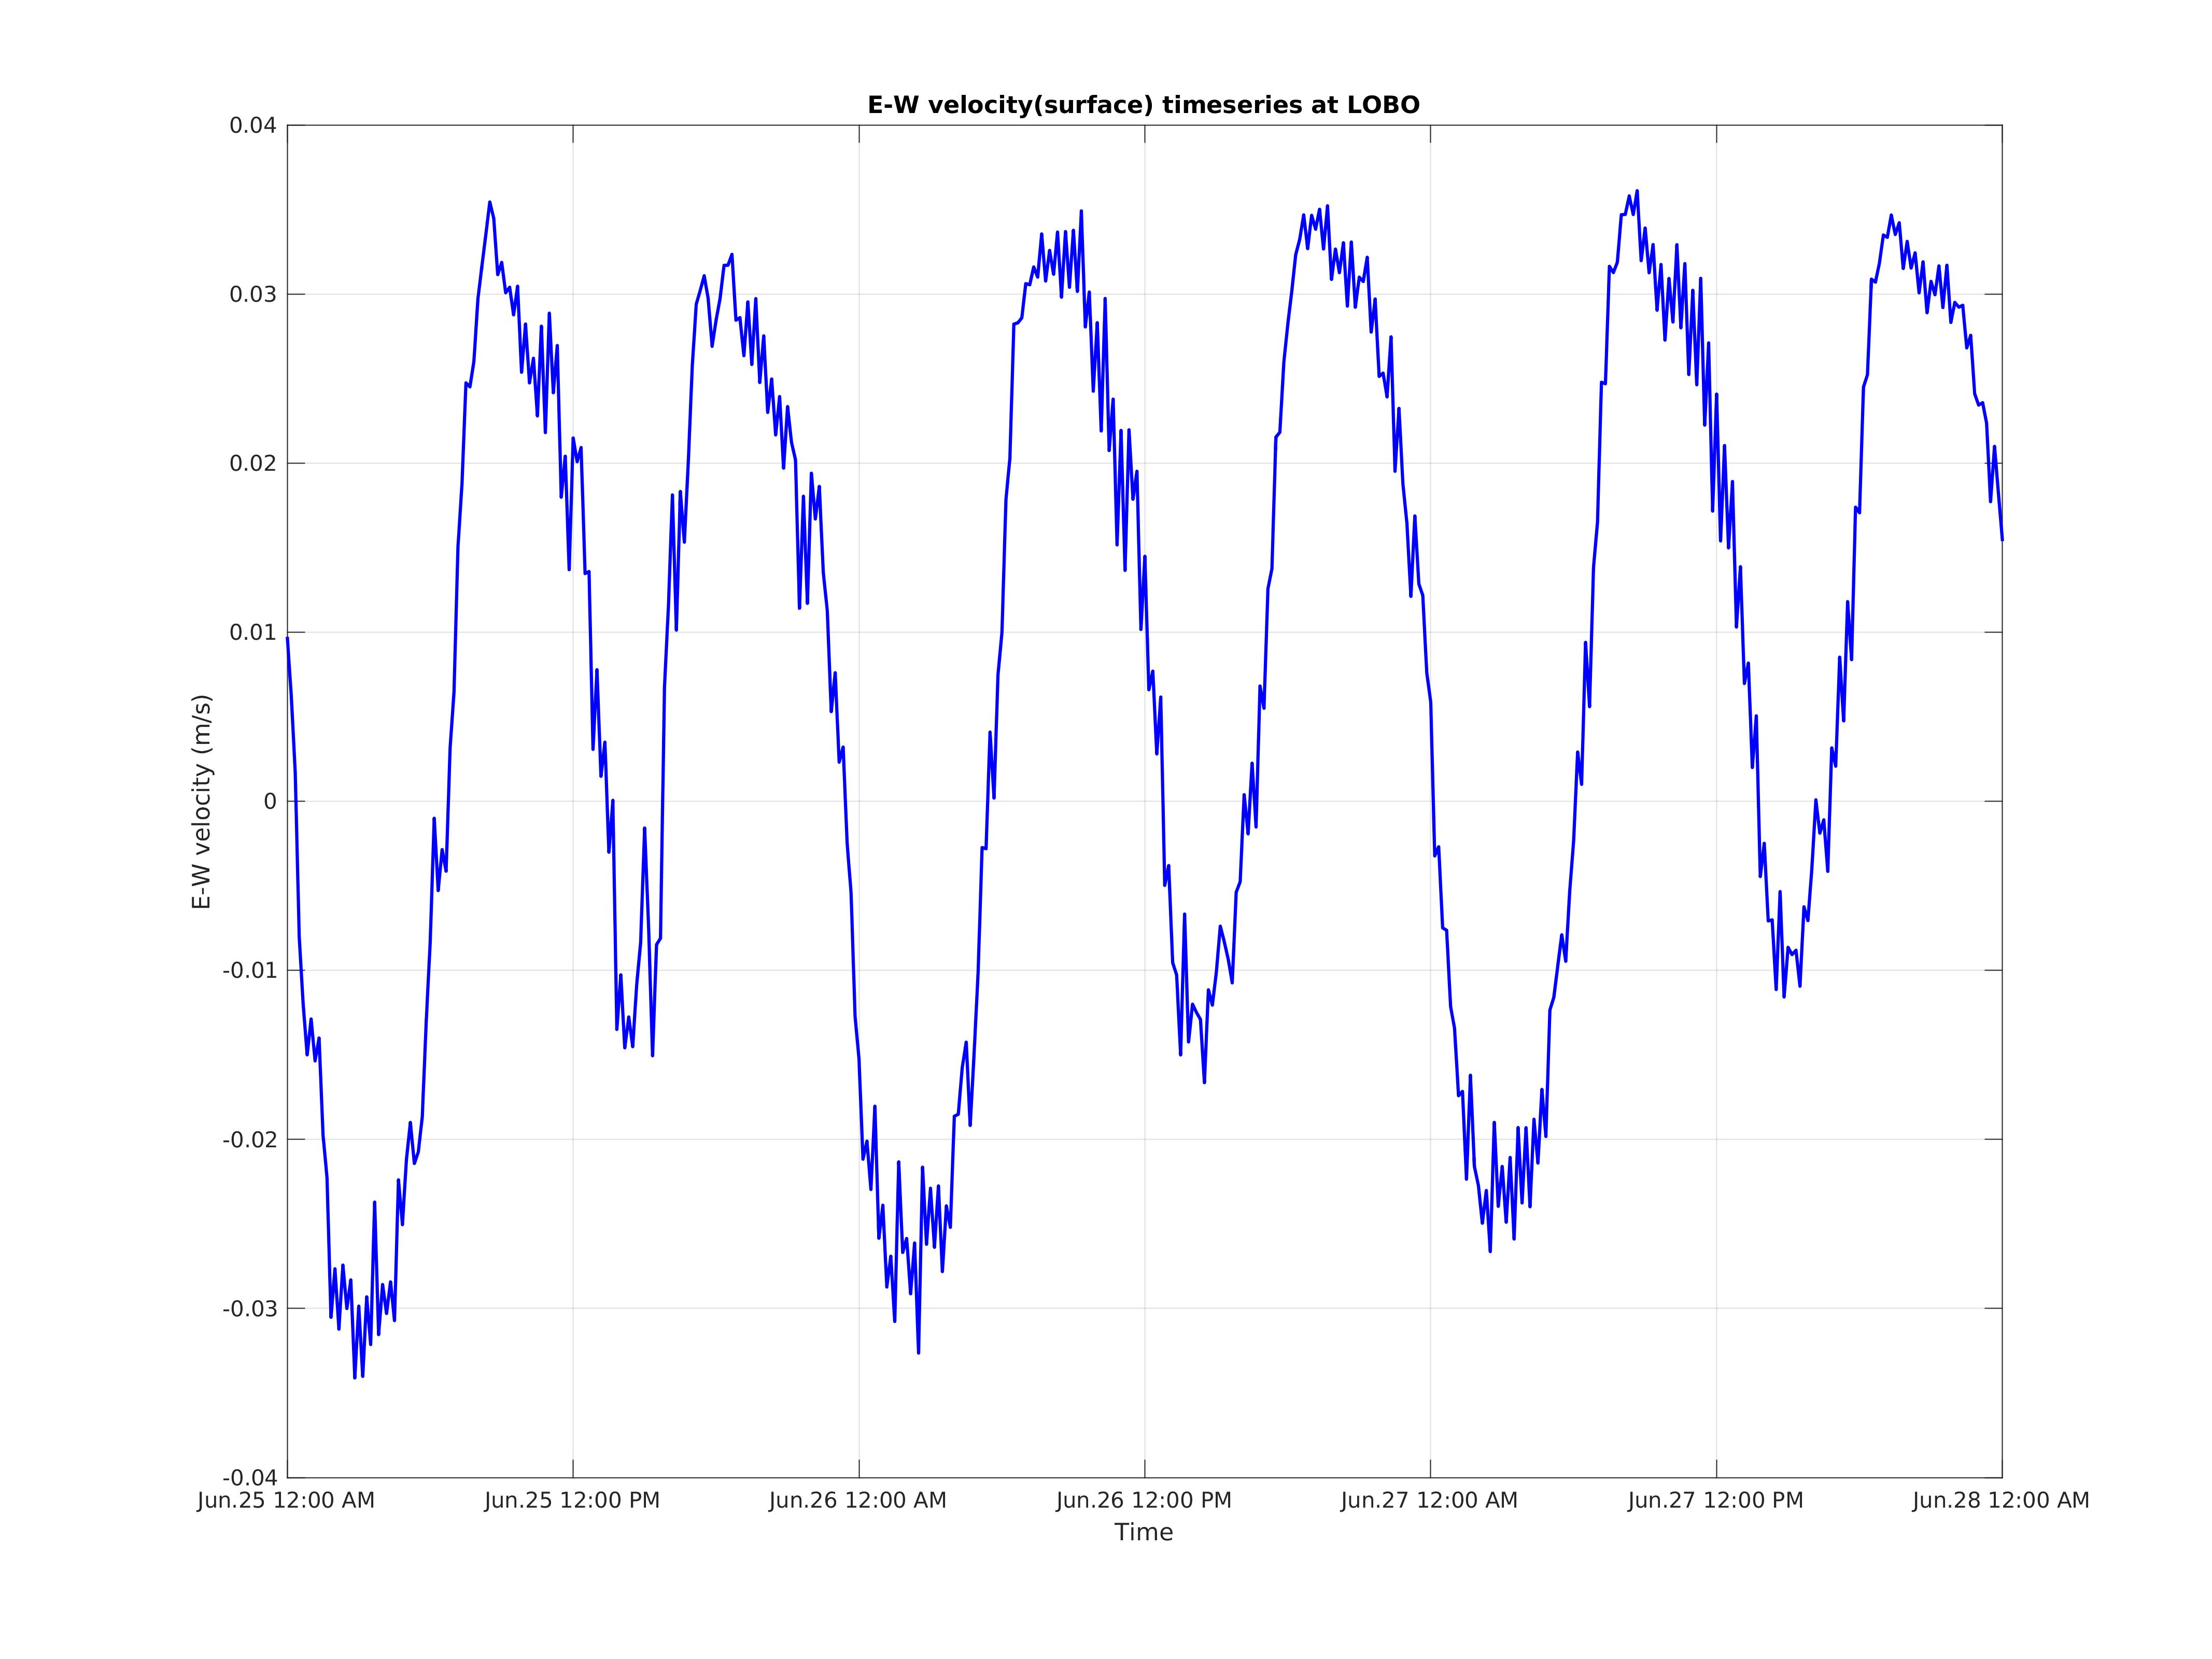 E-W velocity(surface) timeseries at LOBO
0.04
0.03
0.02
0.01
0
-0.01
-0.02
-0.03
-0.04
E-W velocity (m/s)
Jun.25 12:00 AM Jun.25 12:00 PM Jun.26 12:00 AM Jun.26 12:00 PM Jun.27 12:00 AM Jun.27 12:00 PM Jun.28 12:00 AM
Time